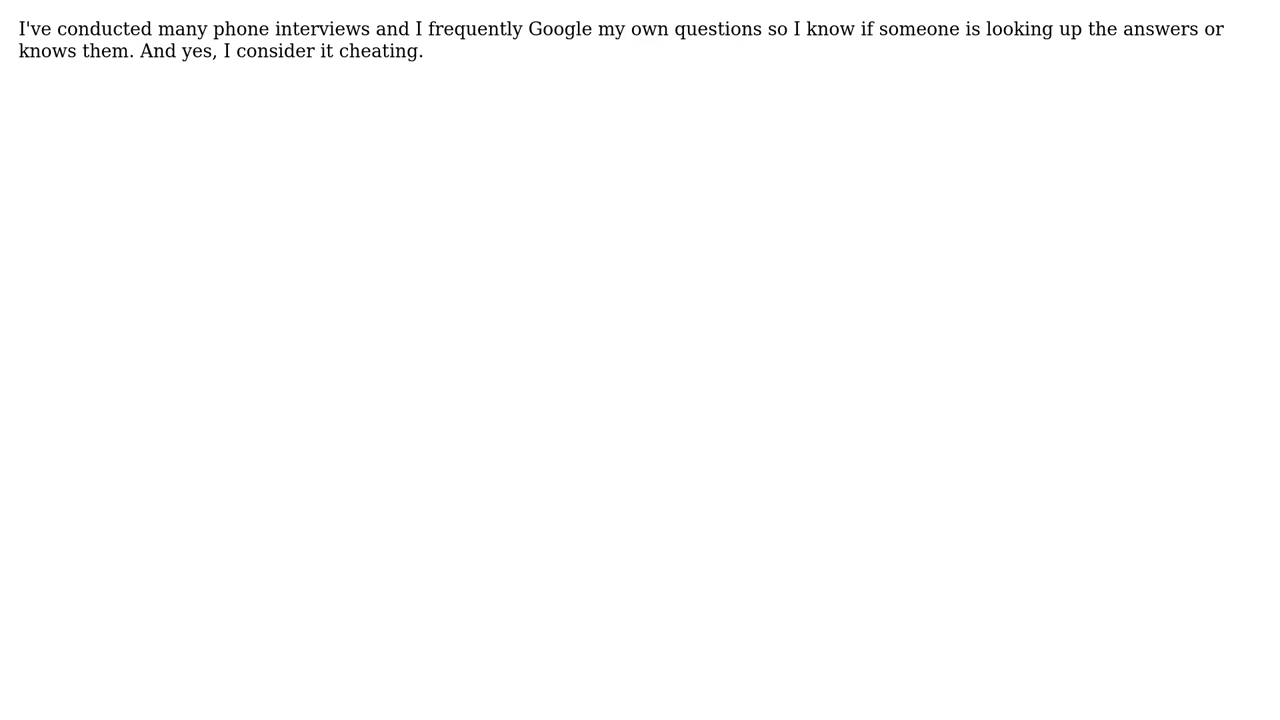 I've conducted many phone interviews and I frequently Google my own questions so I know if someone is looking up the answers or
knows them. And yes, I consider it cheating.